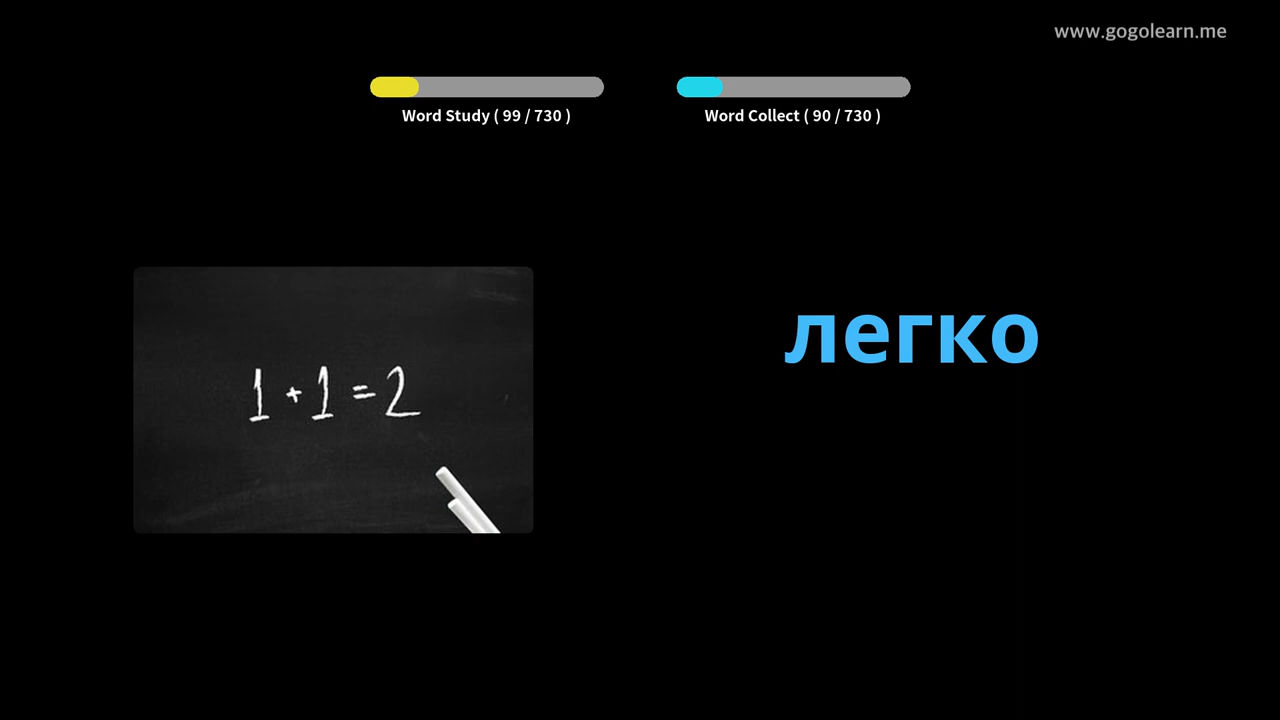 www.gogolearn.me
Word Study ( 99 / 730 )
Word Collect ( 90 / 730 )
легко
1 + 1 = 2